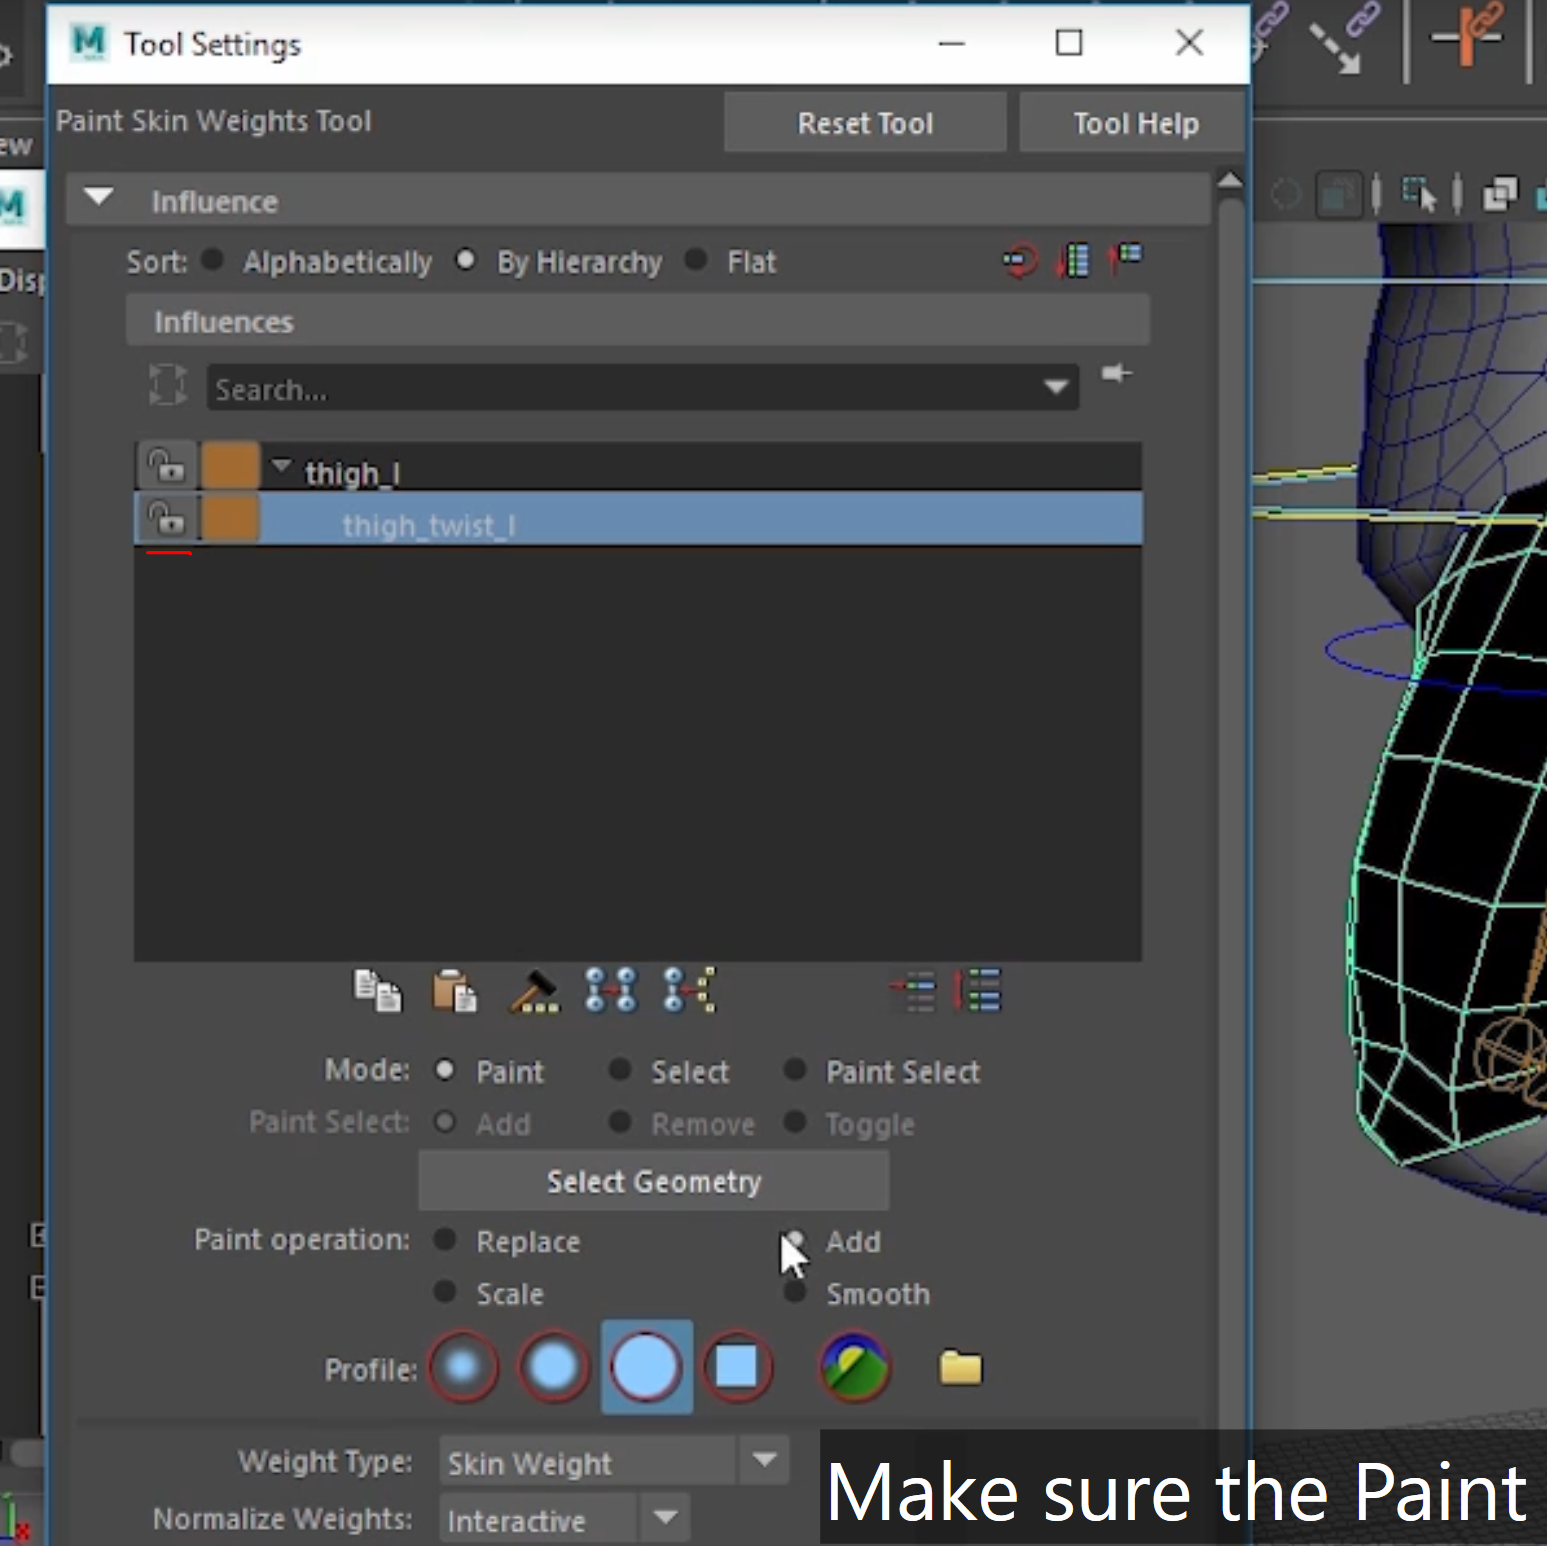 Tool Settings
Paint Skin Weights Tool
Reset Tool
Tool Help
Influence
Sort: Alphabetically By Hierarchy Flat
Influences
Search...
thigh_l
thigh_twist_l
Mode: Paint Select Paint Select
Paint Select: Add Remove Toggle
Select Geometry
Paint operation: Replace Add
Scale Smooth
Profile:
Weight Type: Skin Weight
Normalize Weights: Interactive
Make sure the Paint